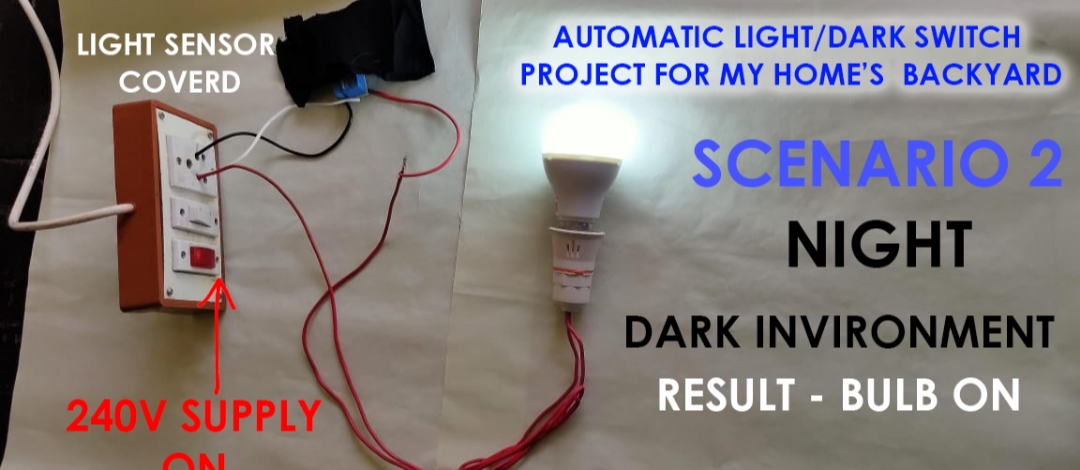 LIGHT SENSOR
COVERD
AUTOMATIC LIGHT/DARK SWITCH
PROJECT FOR MY HOME'S BACKYARD
SCENARIO 2
NIGHT
DARK INVIRONMENT
RESULT - BULB ON
240V SUPPLY
ON